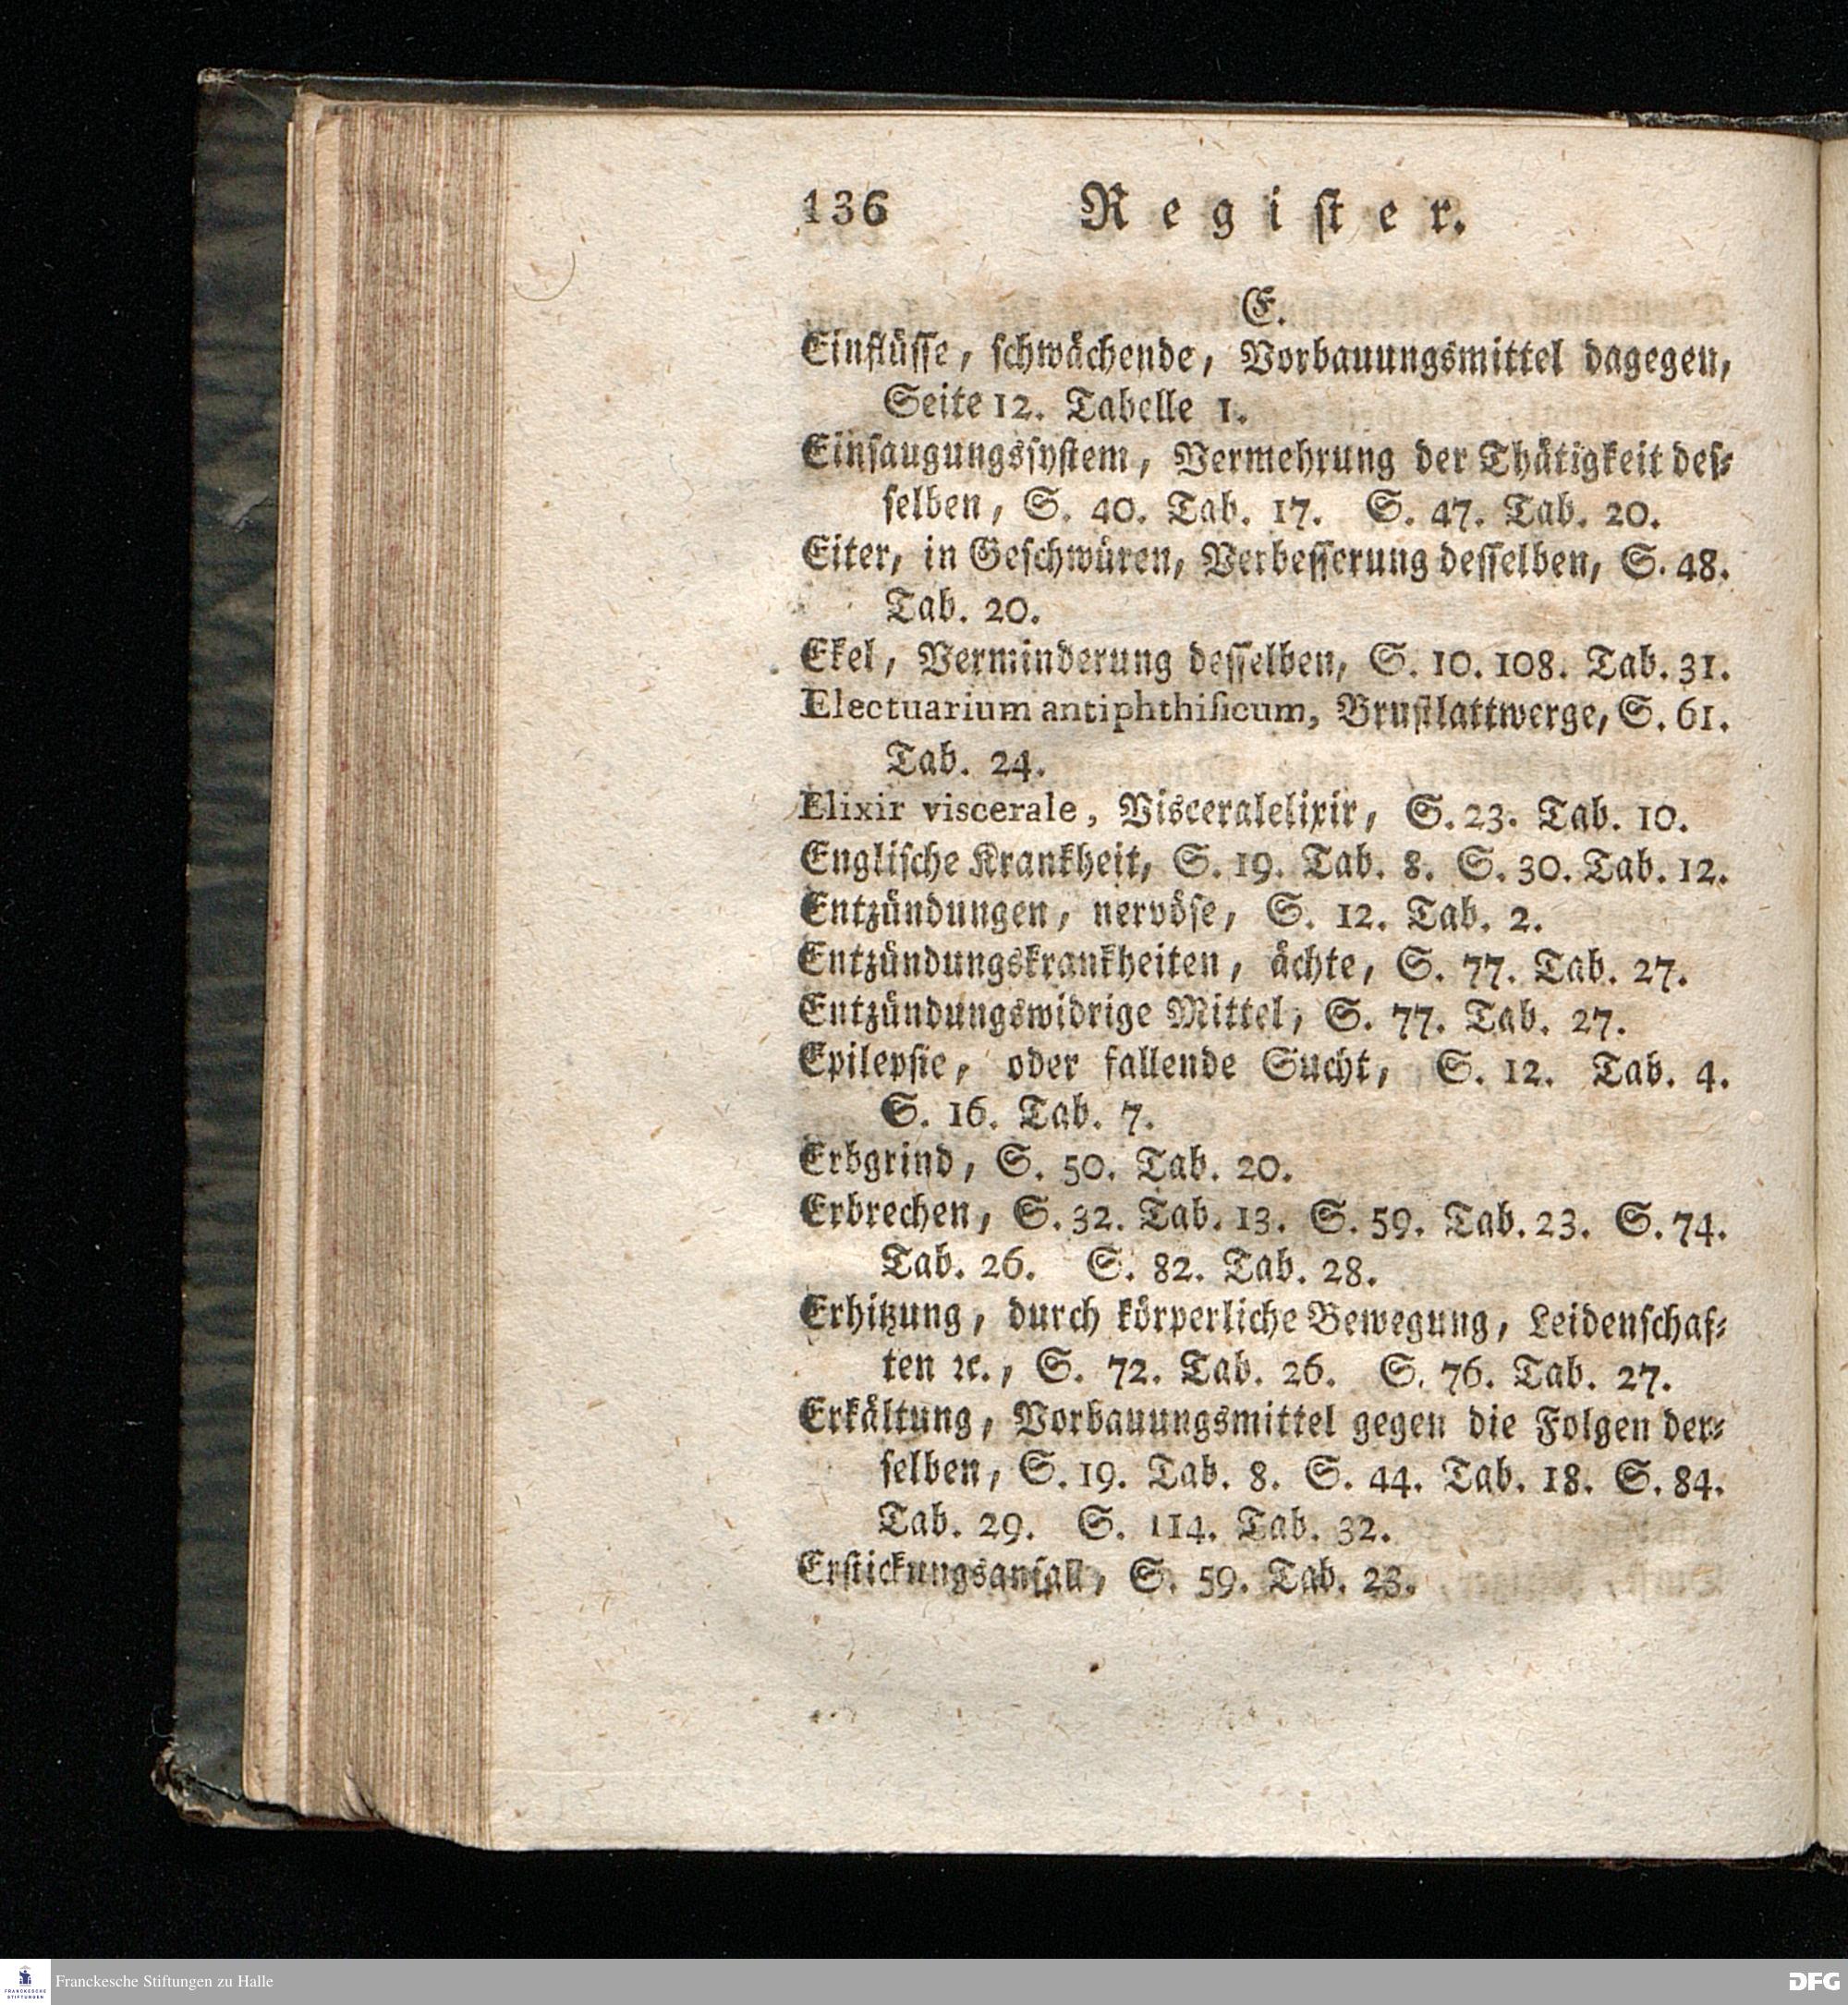 136 Regiſter.
E.
Einflüſſe, ſchwächende, Vorbauungsmittel dagegen,
Seite 12. Tabelle 1.
Einſaugungsſyſtem, Vermehrung der Thätigkeit deſ⸗
ſelben, S. 40. Tab. 17. S. 47. Tab. 20.
Eiter, in Geſchwüren, Verbeſſerung deſſelben, S. 48.
Tab. 20.
Ekel, Verminderung deſſelben, S. 10. 108. Tab. 31.
Electuarium antiphthiſicum, Bruſtlattwerge, S. 61.
Tab. 24.
Elixir viscerale, Visceralelixir, S. 23. Tab. 10.
Engliſche Krankheit, S. 19. Tab. 8. S. 30. Tab. 12.
Entzündungen, nervöſe, S. 12. Tab. 2.
Entzündungskrankheiten, ächte, S. 77. Tab. 27.
Entzündungswidrige Mittel, S. 77. Tab. 27.
Epilepſie, oder fallende Sucht, S. 12. Tab. 4.
S. 16. Tab. 7.
Erbgrind, S. 50. Tab. 20.
Erbrechen, S. 32. Tab. 13. S. 59. Tab. 23. S. 74.
Tab. 26. S. 82. Tab. 28.
Erhitzung, durch körperliche Bewegung, Leidenſchaf⸗
ten ꝛc., S. 72. Tab. 26. S. 76. Tab. 27.
Erkältung, Vorbauungsmittel gegen die Folgen der⸗
ſelben, S. 19. Tab. 8. S. 44. Tab. 18. S. 84.
Tab. 29. S. 114. Tab. 32.
Erſtickungsanfall, S. 59. Tab. 23.
FRANCKESCHE
STIFTUNGEN
Franckesche Stiftungen zu Halle
DFG